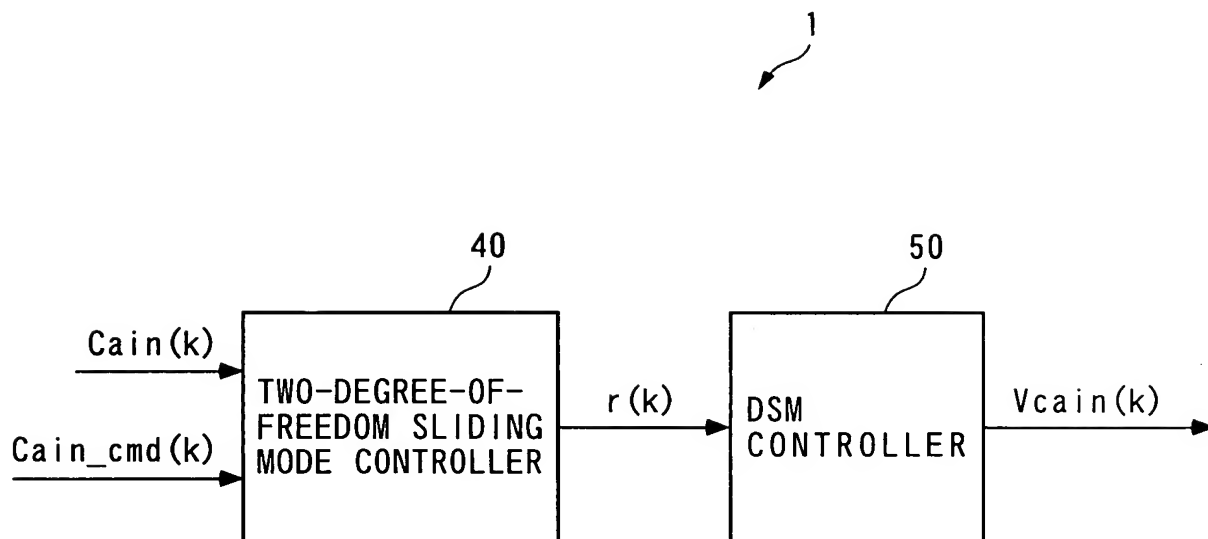 1
40
50
Cain(k)
Cain_cmd(k)
TWO-DEGREE-OF-
FREEDOM SLIDING
MODE CONTROLLER
r(k)
DSM
CONTROLLER
Vcain(k)